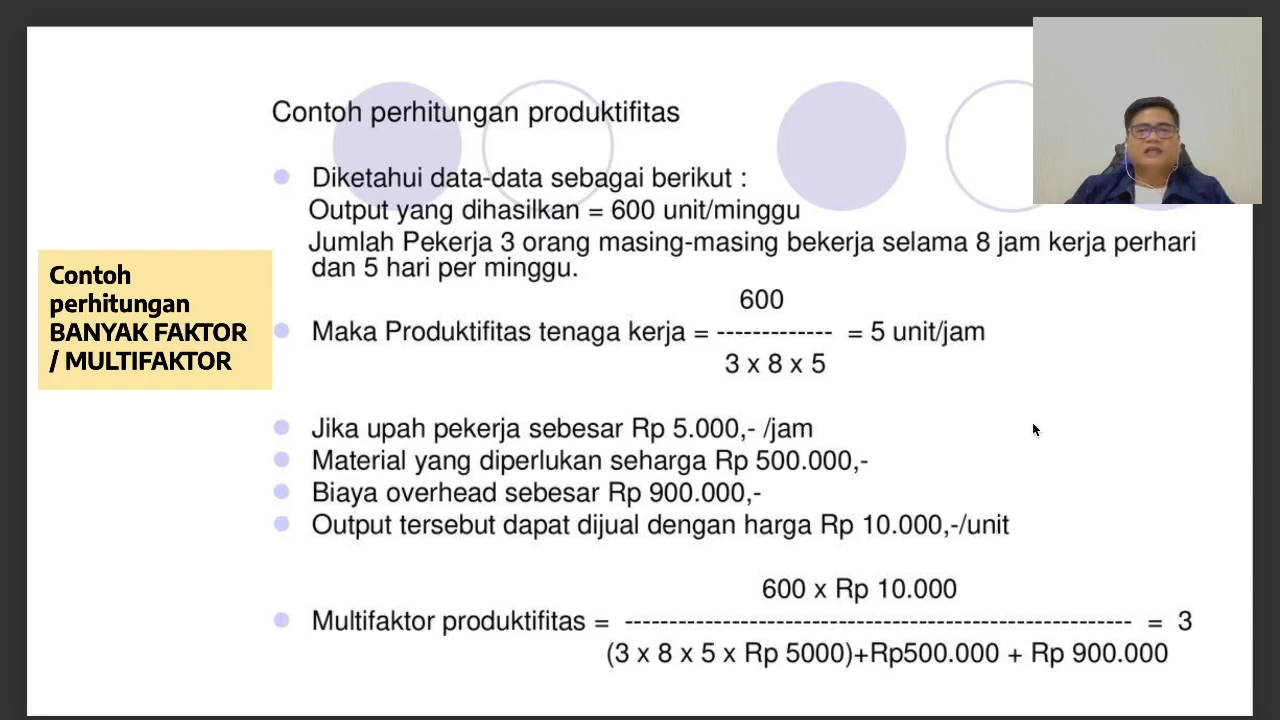 Contoh perhitungan produktifitas
Diketahui data-data sebagai berikut :
Output yang dihasilkan = 600 unit/minggu
Jumlah Pekerja 3 orang masing-masing bekerja selama 8 jam kerja perhari
dan 5 hari per minggu.
Contoh
perhitungan
BANYAK FAKTOR
/ MULTIFAKTOR
600
Maka Produktifitas tenaga kerja = ------------- = 5 unit/jam
3 x 8 x 5
Jika upah pekerja sebesar Rp 5.000,- /jam
Material yang diperlukan seharga Rp 500.000,-
Biaya overhead sebesar Rp 900.000,-
Output tersebut dapat dijual dengan harga Rp 10.000,-/unit
600 x Rp 10.000
Multifaktor produktifitas = ---------------------------------------------------------- = 3
(3 x 8 x 5 x Rp 5000)+Rp500.000 + Rp 900.000